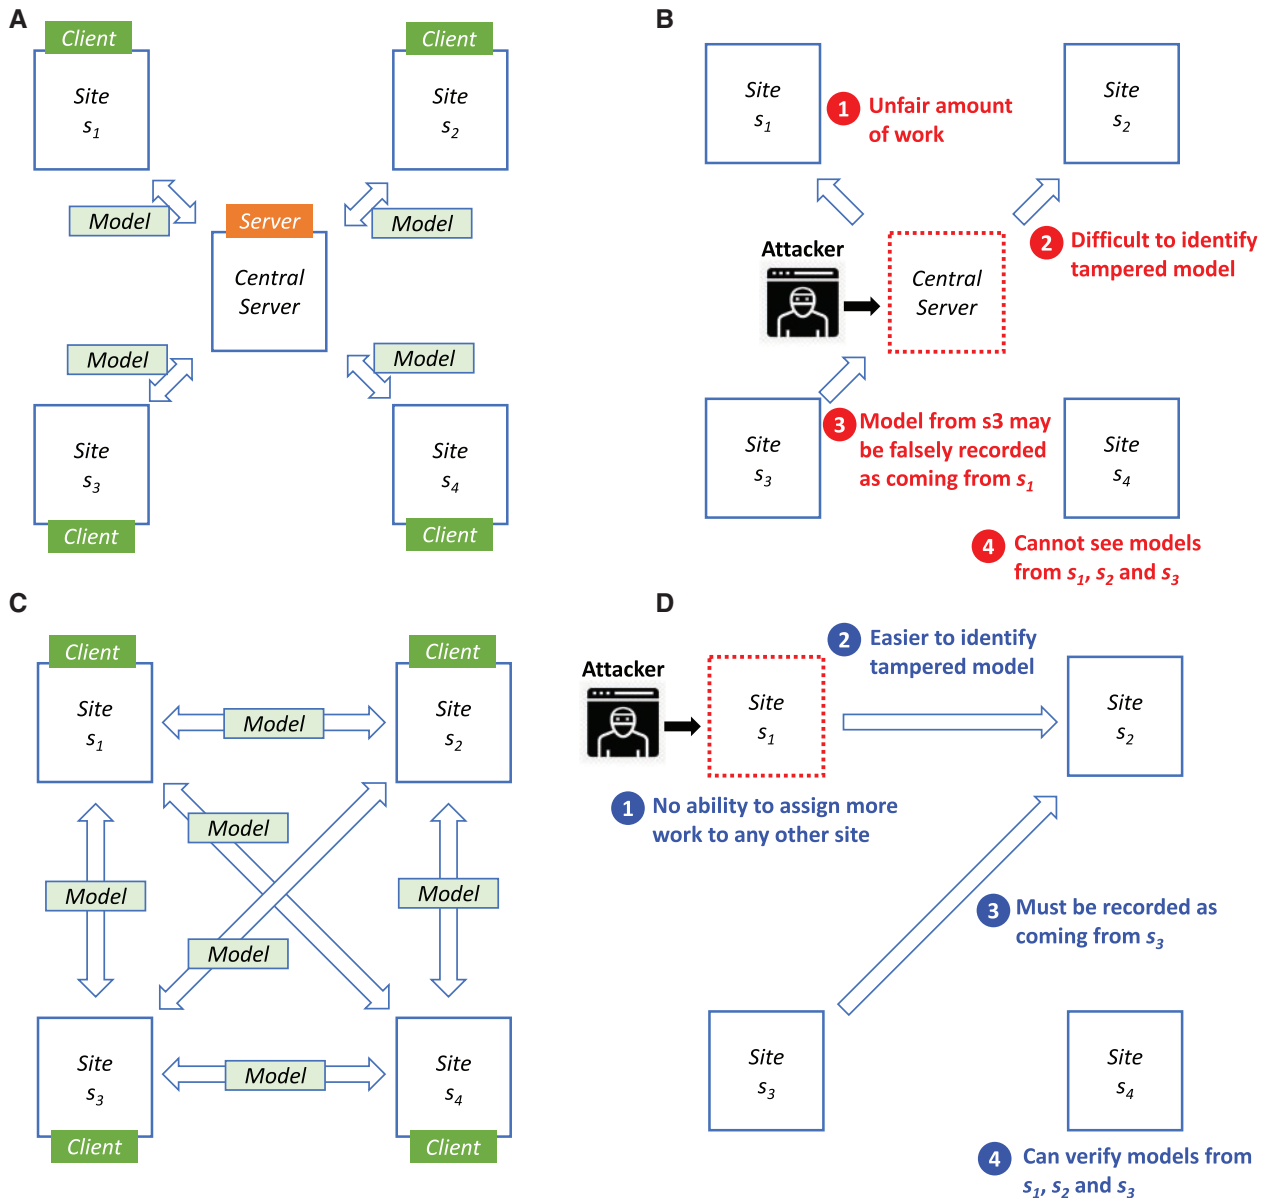 A
Client
Site
s1
Client
Site
s2
Model
Server
Model
Central
Server
Model
Model
Site
s3
Client
Site
s4
Client
B
Site
s1
1 Unfair amount
of work
Site
s2
2 Difficult to identify
tampered model
Attacker
Central
Server
Site
s3
3 Model from s3 may
be falsely recorded
as coming from s1
Site
s4
4 Cannot see models
from s1, s2 and s3
C
Client
Site
s1
Client
Site
s2
Model
Model
Model
Model
Model
Site
s3
Client
Model
Site
s4
Client
D
2 Easier to identify
tampered model
Attacker
Site
s1
Site
s2
1 No ability to assign more
work to any other site
3 Must be recorded as
coming from s3
Site
s3
Site
s4
4 Can verify models from
s1, s2 and s3